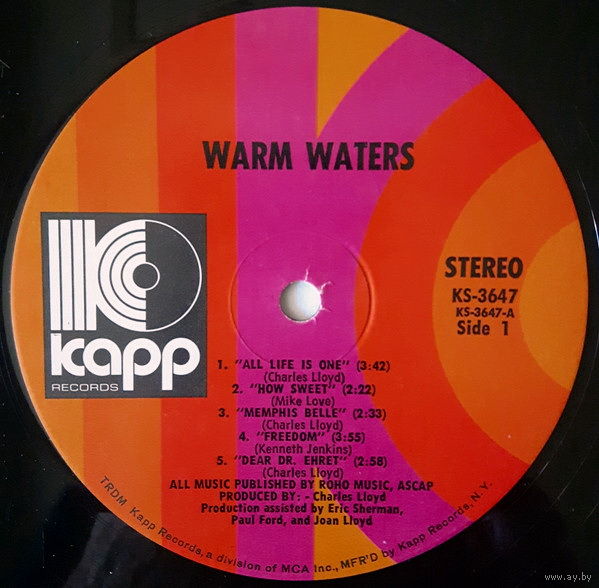 WARM WATERS
kapp
RECORDS
STEREO
KS-3647
KS-3647-A
Side 1
1. "ALL LIFE IS ONE" (3:42)
(Charles Lloyd)
2. "HOW SWEET" (2:22)
(Mike Love)
3. "MEMPHIS BELLE" (2:33)
(Charles Lloyd)
4. "FREEDOM" (3:55)
(Kenneth Jenkins)
5. "DEAR DR. EHRET" (2:58)
(Charles Lloyd)
ALL MUSIC PUBLISHED BY ROHO MUSIC, ASCAP
PRODUCED BY: - Charles Lloyd
Production assisted by Eric Sherman,
Paul Ford, and Joan Lloyd
TRDM. Kapp Records, a division of MCA Inc., MFR'D by Kapp Records, N.Y.
www.ay.by